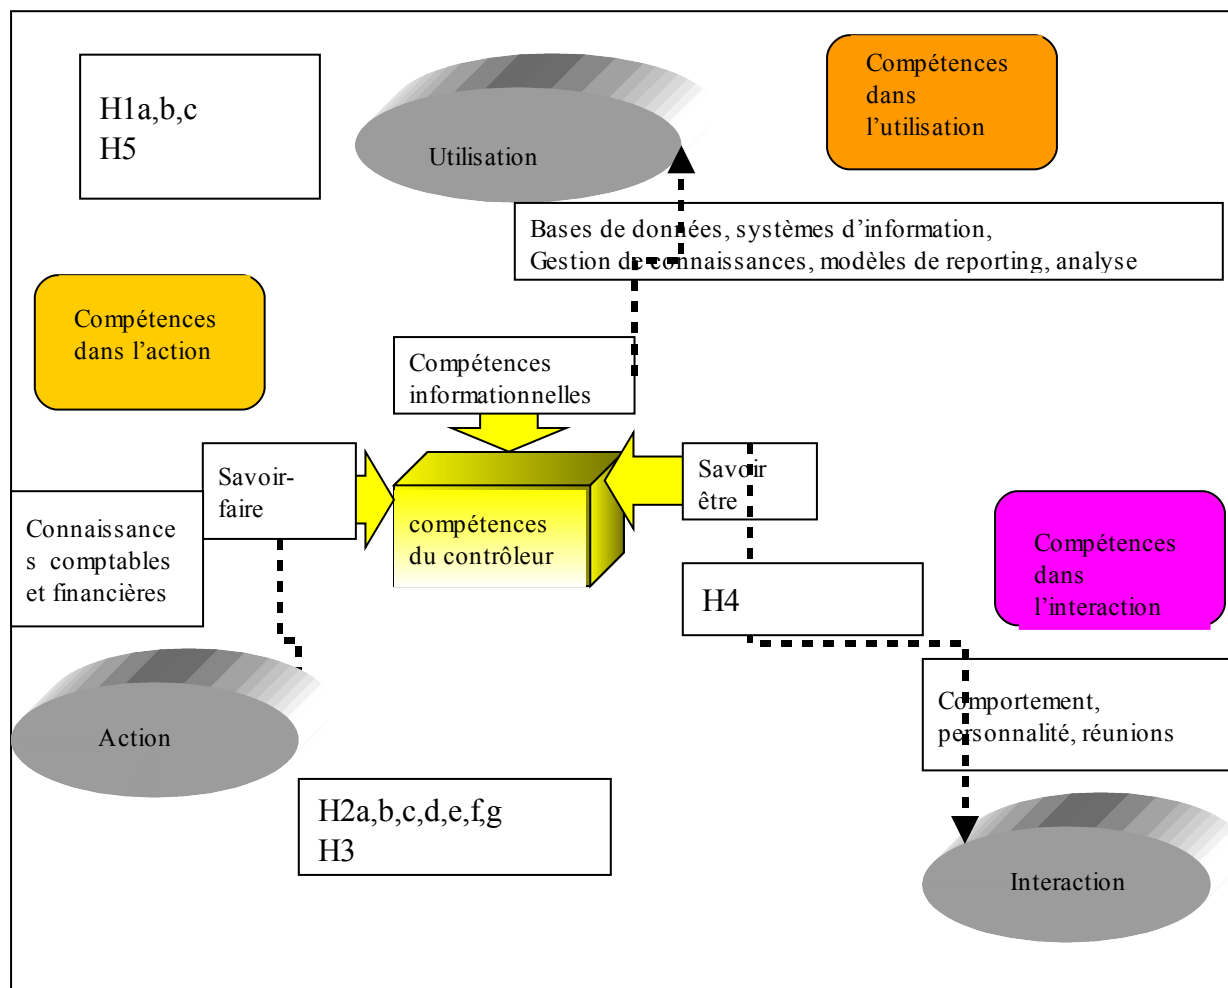 H1a,b,c
H5
Utilisation
Compétences
dans
l'utilisation
Bases de données, systèmes d'information,
Gestion de connaissances, modèles de reporting, analyse
Compétences
dans l'action
Compétences
informationnelles
Savoir-
faire
Connaissance
s comptables
et financières
compétences
du contrôleur
Savoir
être
Compétences
dans
l'interaction
H4
Action
Comportement,
personnalité, réunions
H2a,b,c,d,e,f,g
H3
Interaction